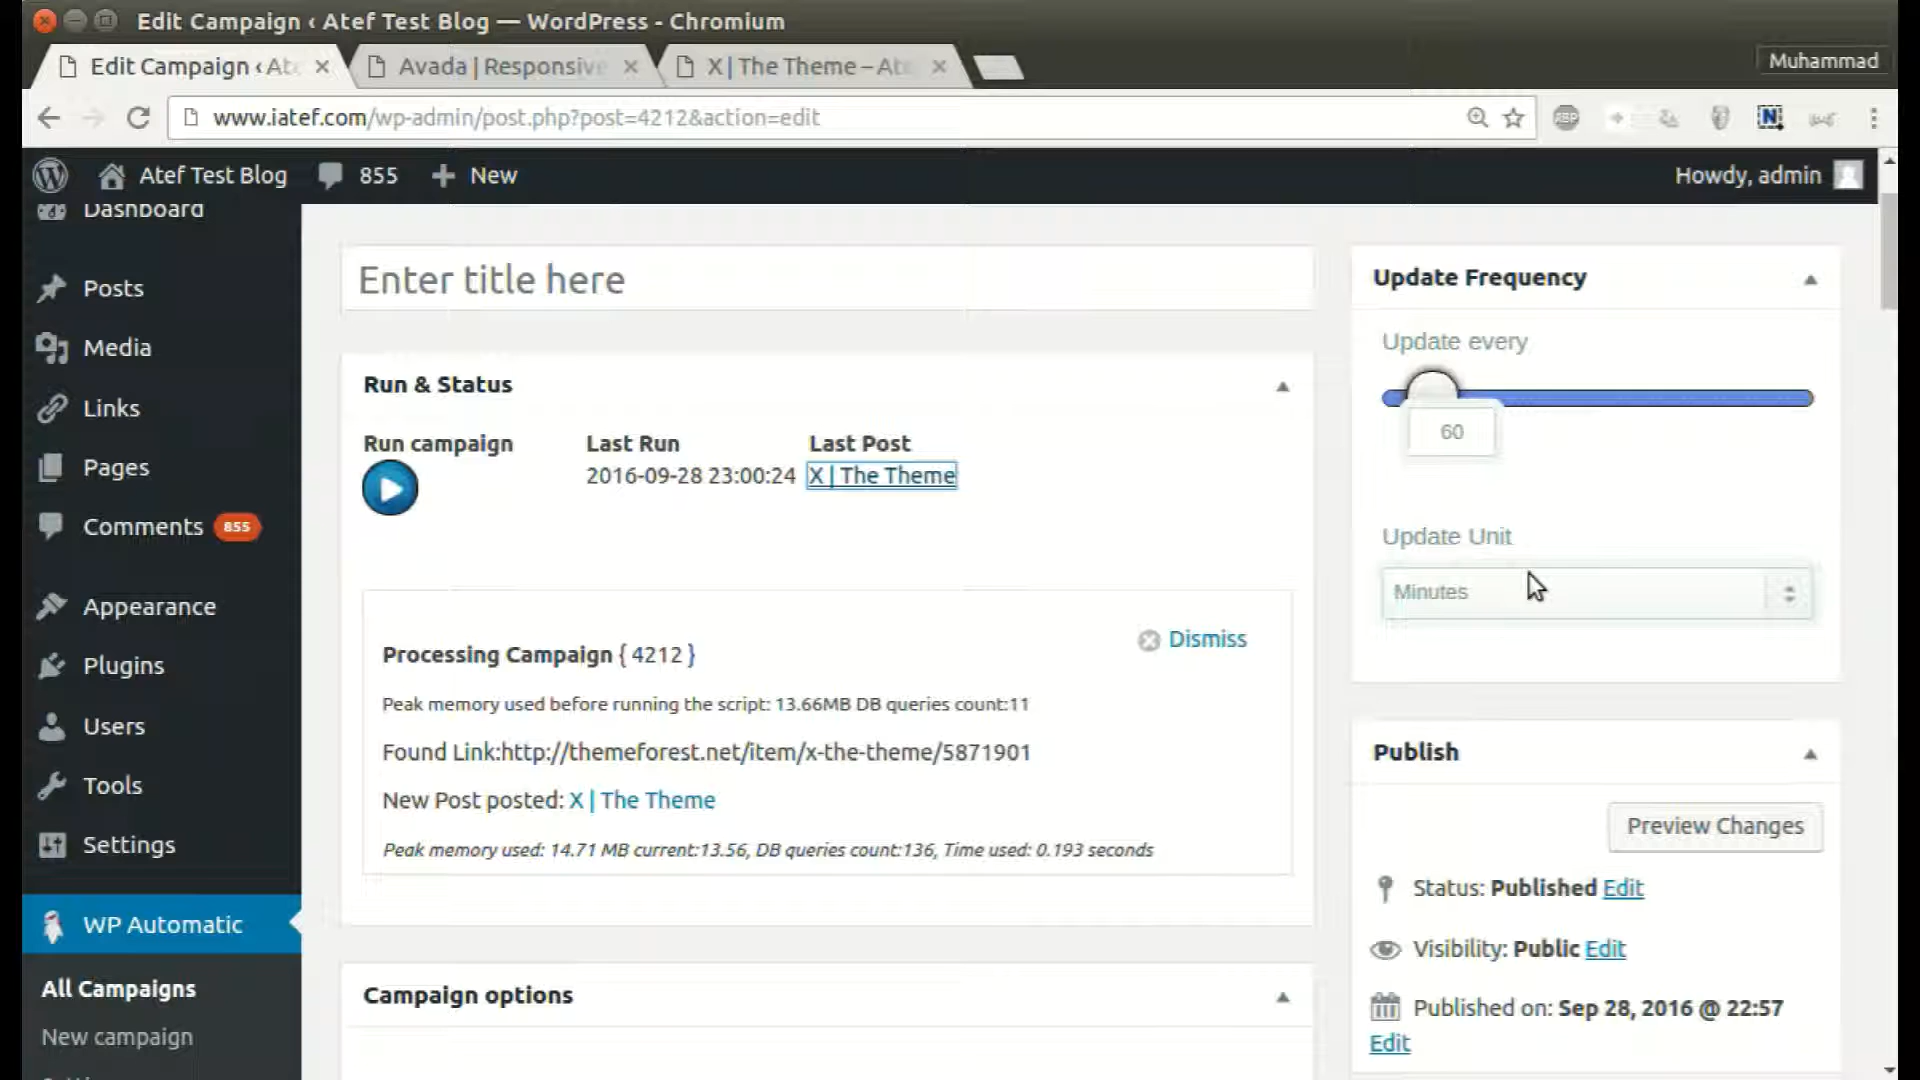 Edit Campaign ‹ Atef Test Blog — WordPress - Chromium
Edit Campaign ‹ Ate
Avada | Responsive
X | The Theme – Ate
Muhammad
www.iatef.com/wp-admin/post.php?post=4212&action=edit
ABP
N
Atef Test Blog
855
New
Howdy, admin
Dashboard
Posts
Media
Links
Pages
Comments 855
Appearance
Plugins
Users
Tools
Settings
WP Automatic
All Campaigns
New campaign
Enter title here
Run & Status
Run campaign
Last Run
Last Post
2016-09-28 23:00:24
X | The Theme
Dismiss
Processing Campaign { 4212 }
Peak memory used before running the script: 13.66MB DB queries count:11
Found Link:http://themeforest.net/item/x-the-theme/5871901
New Post posted: X | The Theme
Peak memory used: 14.71 MB current:13.56, DB queries count:136, Time used: 0.193 seconds
Campaign options
Update Frequency
Update every
60
Update Unit
Minutes
Publish
Preview Changes
Status: Published Edit
Visibility: Public Edit
Published on: Sep 28, 2016 @ 22:57
Edit